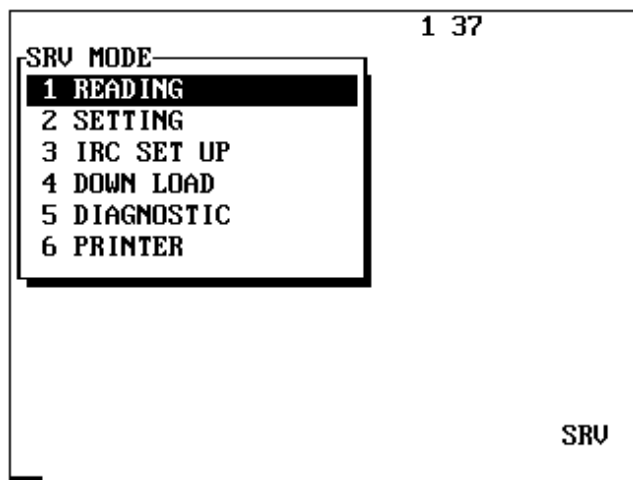 1 37
SRV MODE
1 READING
2 SETTING
3 IRC SET UP
4 DOWN LOAD
5 DIAGNOSTIC
6 PRINTER
SRV